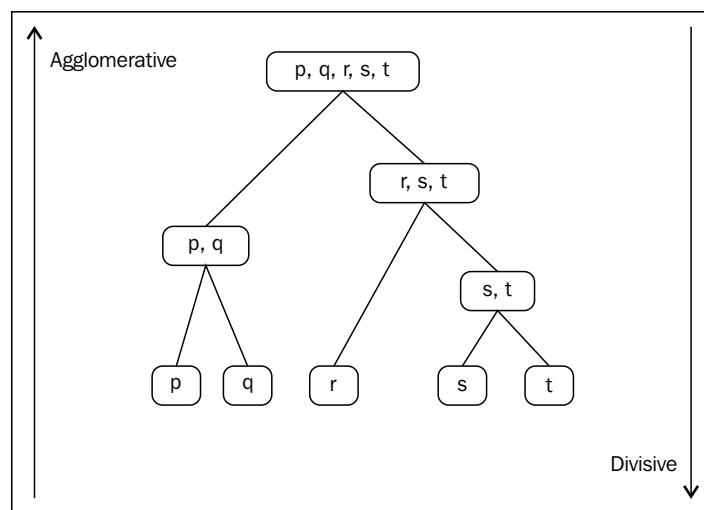 Agglomerative
p, q, r, s, t
r, s, t
p, q
s, t
p
q
r
s
t
Divisive